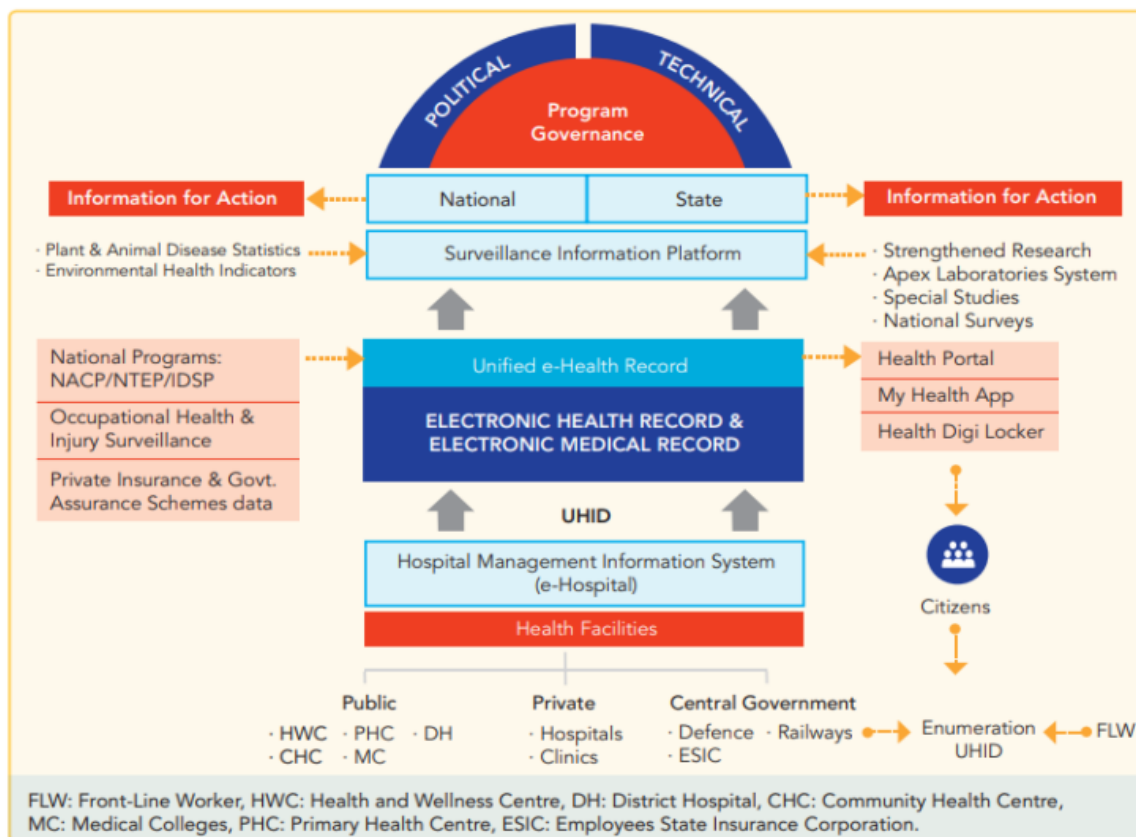 POLITICAL
TECHNICAL
Program
Governance
Information for Action
National
State
Information for Action
· Plant & Animal Disease Statistics
· Environmental Health Indicators
Surveillance Information Platform
· Strengthened Research
· Apex Laboratories System
· Special Studies
· National Surveys
National Programs:
NACP/NTEP/IDSP
Occupational Health &
Injury Surveillance
Private Insurance & Govt.
Assurance Schemes data
Unified e-Health Record
ELECTRONIC HEALTH RECORD &
ELECTRONIC MEDICAL RECORD
Health Portal
My Health App
Health Digi Locker
UHID
Hospital Management Information System
(e-Hospital)
Citizens
Health Facilities
Public
· HWC · PHC · DH
· CHC · MC
Private
· Hospitals
· Clinics
Central Government
· Defence · Railways
· ESIC
Enumeration
UHID
FLW
FLW: Front-Line Worker, HWC: Health and Wellness Centre, DH: District Hospital, CHC: Community Health Centre,
MC: Medical Colleges, PHC: Primary Health Centre, ESIC: Employees State Insurance Corporation.